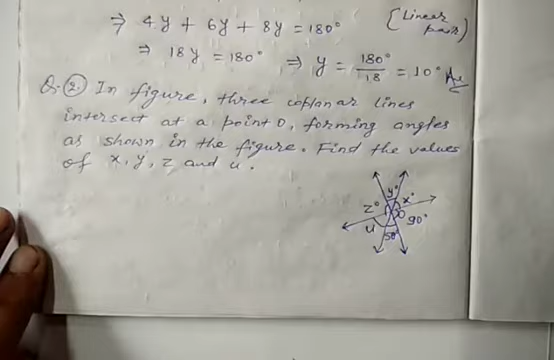 ⇒ 4y + 6y + 8y = 180° {Linear pair}
⇒ 18y = 180° ⇒ y = 180°/18 = 10° Ans
Q.② In figure, three coplanar lines
intersect at a point O, forming angles
as shown in the figure. Find the values
of x, y, z and u.
y°
z° x°
O
u 90°
50°